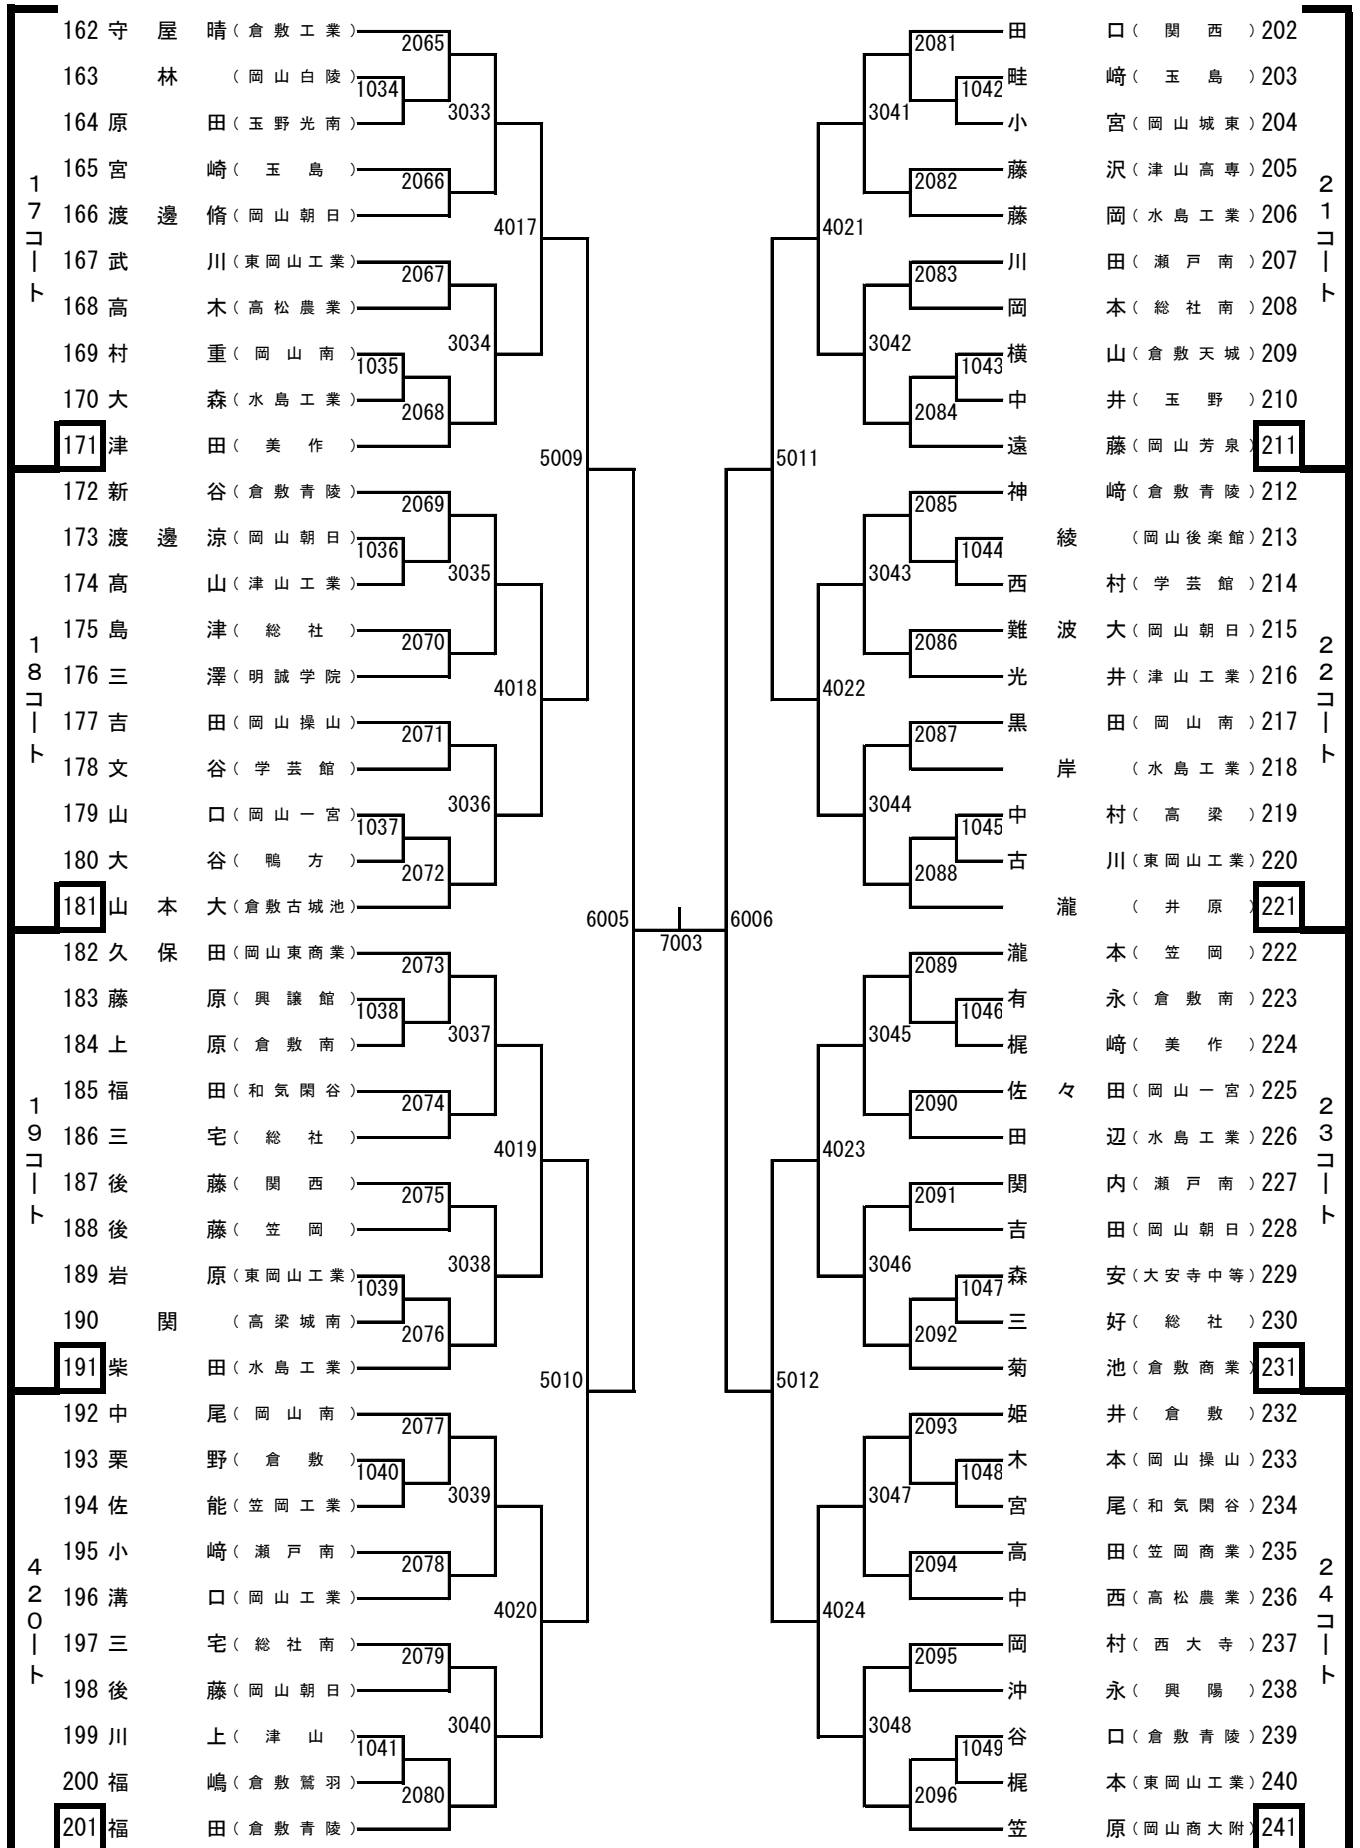 17コート
162 守屋晴(倉敷工業)
2065
163 林(岡山白陵)
1034
164 原田(玉野光南)
3033
165 宮崎(玉島)
2066
166 渡邊脩(岡山朝日)
4017
167 武川(東岡山工業)
2067
168 高木(高松農業)
3034
169 村重(岡山南)
1035
170 大森(水島工業)
2068
171 津田(美作)
5009
18コート
172 新谷(倉敷青陵)
2069
173 渡邊涼(岡山朝日)
1036
174 髙山(津山工業)
3035
175 島津(総社)
2070
176 三澤(明誠学院)
4018
177 吉田(岡山操山)
2071
178 文谷(学芸館)
3036
179 山口(岡山一宮)
1037
180 大谷(鴨方)
2072
181 山本大(倉敷古城池)
6005
19コート
182 久保田(岡山東商業)
2073
183 藤原(興譲館)
1038
184 上原(倉敷南)
3037
185 福田(和気閑谷)
2074
186 三宅(総社)
4019
187 後藤(関西)
2075
188 後藤(笠岡)
3038
189 岩原(東岡山工業)
1039
190 関(高梁城南)
2076
191 柴田(水島工業)
5010
420ート
192 中尾(岡山南)
2077
193 栗野(倉敷)
1040
194 佐能(笠岡工業)
3039
195 小﨑(瀬戸南)
2078
196 溝口(岡山工業)
4020
197 三宅(総社南)
2079
198 後藤(岡山朝日)
3040
199 川上(津山)
1041
200 福嶋(倉敷鷲羽)
2080
201 福田(倉敷青陵)
7003
21コート
田口(関西)202
2081
畦﨑(玉島)203
1042
小宮(岡山城東)204
3041
藤沢(津山高専)205
2082
藤岡(水島工業)206
4021
川田(瀬戸南)207
2083
岡本(総社南)208
3042
横山(倉敷天城)209
1043
中井(玉野)210
2084
遠藤(岡山芳泉)211
5011
22コート
神﨑(倉敷青陵)212
2085
綾(岡山後楽館)213
1044
西村(学芸館)214
3043
難波大(岡山朝日)215
2086
光井(津山工業)216
4022
黒田(岡山南)217
2087
岸(水島工業)218
3044
中村(高梁)219
1045
古川(東岡山工業)220
2088
瀧(井原)221
6006
23コート
瀧本(笠岡)222
2089
有永(倉敷南)223
1046
梶﨑(美作)224
3045
佐々田(岡山一宮)225
2090
田辺(水島工業)226
4023
関内(瀬戸南)227
2091
吉田(岡山朝日)228
3046
森安(大安寺中等)229
1047
三好(総社)230
2092
菊池(倉敷商業)231
5012
24コート
姫井(倉敷)232
2093
木本(岡山操山)233
1048
宮尾(和気閑谷)234
3047
高田(笠岡商業)235
2094
中西(高松農業)236
4024
岡村(西大寺)237
2095
沖永(興陽)238
3048
谷口(倉敷青陵)239
1049
梶本(東岡山工業)240
2096
笠原(岡山商大附)241